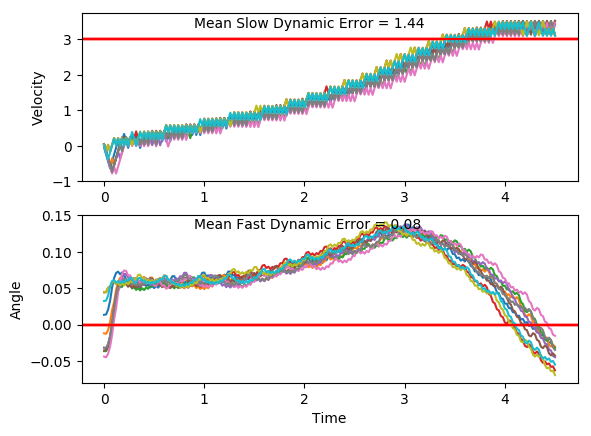 Mean Slow Dynamic Error = 1.44
Velocity
3
2
1
0
−1
0 1 2 3 4
Mean Fast Dynamic Error = 0.08
Angle
0.15
0.10
0.05
0.00
−0.05
0 1 2 3 4
Time